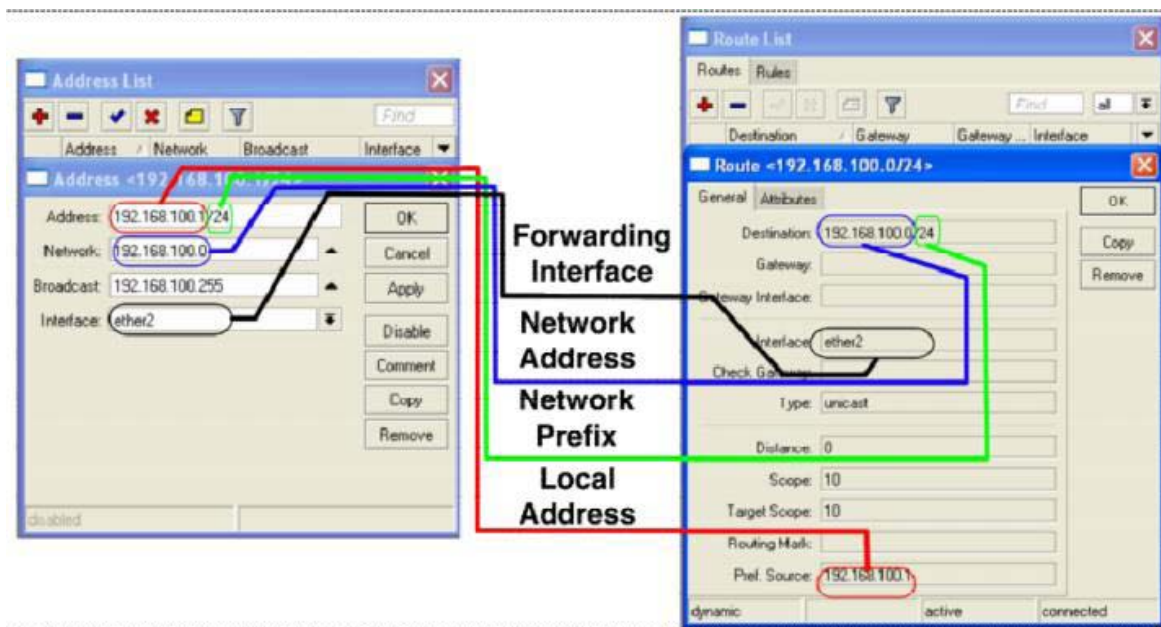 Address List
Find
Address Network Broadcast Interface
Address <192.168.100.1/24>
Address: 192.168.100.1/24
OK
Network: 192.168.100.0
Cancel
Broadcast: 192.168.100.255
Apply
Interface: ether2
Disable
Comment
Copy
Remove
disabled
Forwarding
Interface
Network
Address
Network
Prefix
Local
Address
Route List
Routes Rules
Find all
Destination Gateway Gateway ... Interface
Route <192.168.100.0/24>
General Attributes
OK
Destination: 192.168.100.0/24
Copy
Gateway:
Remove
Gateway Interface:
Interface: ether2
Check Gateway:
Type: unicast
Distance: 0
Scope: 10
Target Scope: 10
Routing Mark:
Pref. Source: 192.168.100.1
dynamic active connected